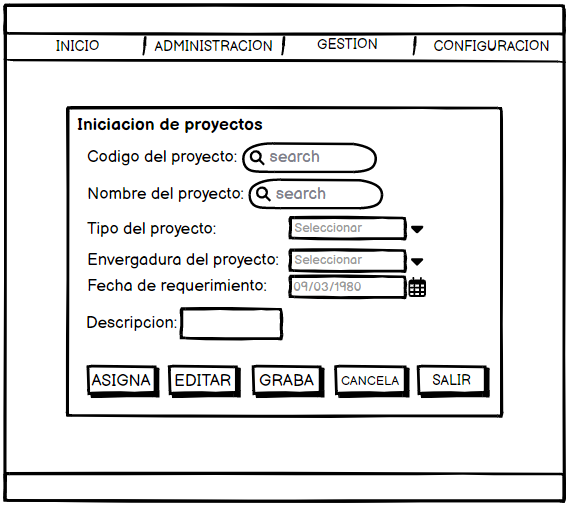 INICIO ADMINISTRACION GESTION CONFIGURACION
Iniciacion de proyectos
Codigo del proyecto: search
Nombre del proyecto: search
Tipo del proyecto: Seleccionar
Envergadura del proyecto: Seleccionar
Fecha de requerimiento: 09/03/1980
Descripcion:
ASIGNA EDITAR GRABA CANCELA SALIR